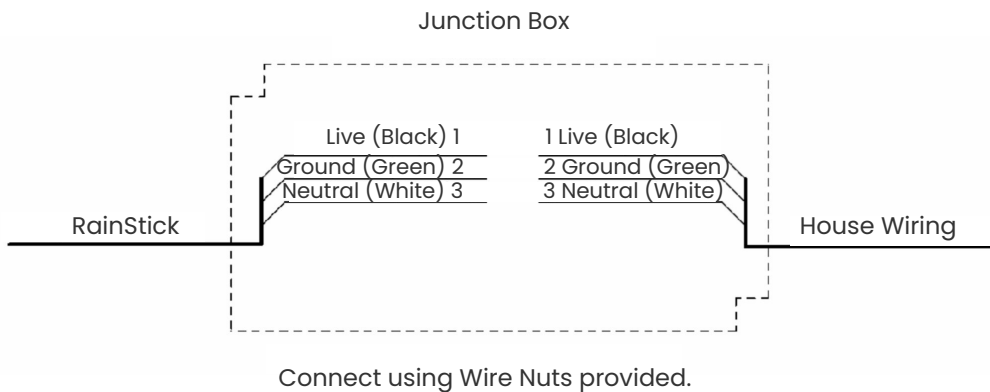 Junction Box
Live (Black) 1
1 Live (Black)
Ground (Green) 2
2 Ground (Green)
Neutral (White) 3
3 Neutral (White)
RainStick
House Wiring
Connect using Wire Nuts provided.